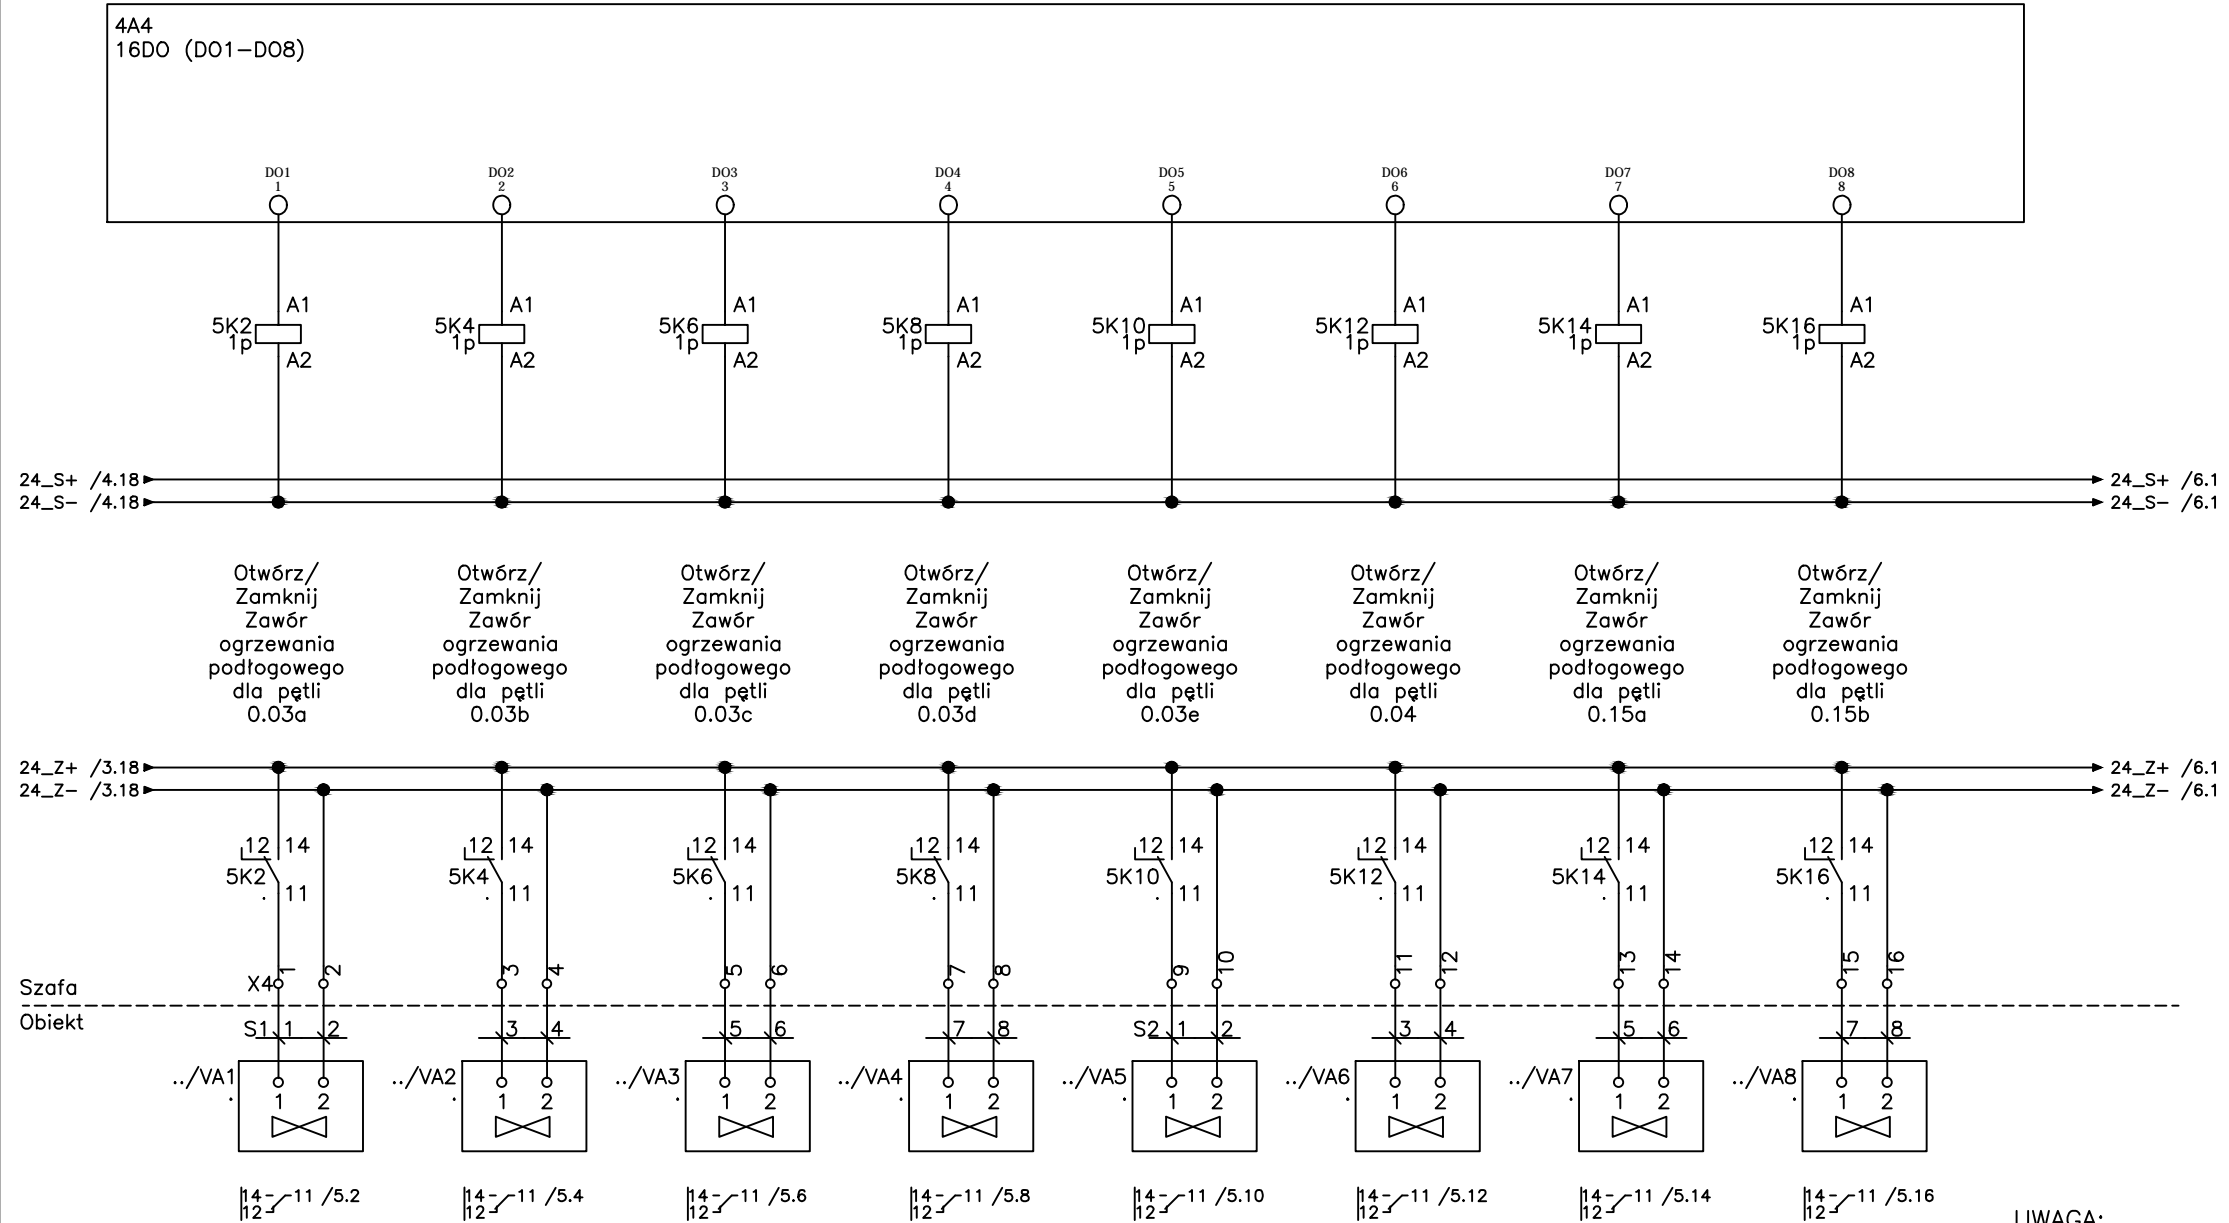 4A4
16DO (DO1-DO8)
DO1 DO2 DO3 DO4 DO5 DO6 DO7 DO8
1 2 3 4 5 6 7 8
A1 A1 A1 A1 A1 A1 A1 A1
5K2 5K4 5K6 5K8 5K10 5K12 5K14 5K16
1p 1p 1p 1p 1p 1p 1p 1p
A2 A2 A2 A2 A2 A2 A2 A2
24_S+ /4.18 24_S+ /6.1
24_S- /4.18 24_S- /6.1
Otwórz/ Otwórz/ Otwórz/ Otwórz/ Otwórz/ Otwórz/ Otwórz/ Otwórz/
Zamknij Zamknij Zamknij Zamknij Zamknij Zamknij Zamknij Zamknij
Zawór Zawór Zawór Zawór Zawór Zawór Zawór Zawór
ogrzewania ogrzewania ogrzewania ogrzewania ogrzewania ogrzewania ogrzewania ogrzewania
podłogowego podłogowego podłogowego podłogowego podłogowego podłogowego podłogowego podłogowego
dla pętli dla pętli dla pętli dla pętli dla pętli dla pętli dla pętli dla pętli
0.03a 0.03b 0.03c 0.03d 0.03e 0.04 0.15a 0.15b
24_Z+ /3.18 24_Z+ /6.1
24_Z- /3.18 24_Z- /6.1
12 14 12 14 12 14 12 14 12 14 12 14 12 14 12 14
5K2 5K4 5K6 5K8 5K10 5K12 5K14 5K16
. 11 . 11 . 11 . 11 . 11 . 11 . 11 . 11
X4 1 2 3 4 5 6 7 8 9 10 11 12 13 14 15 16
Szafa
Obiekt
S1 1 2 3 4 5 6 7 8 S2 1 2 3 4 5 6 7 8
../VA1 ../VA2 ../VA3 ../VA4 ../VA5 ../VA6 ../VA7 ../VA8
. 1 2 . 1 2 . 1 2 . 1 2 . 1 2 . 1 2 . 1 2 . 1 2
14 11 /5.2 14 11 /5.4 14 11 /5.6 14 11 /5.8 14 11 /5.10 14 11 /5.12 14 11 /5.14 14 11 /5.16
12 12 12 12 12 12 12 12
UWAGA: